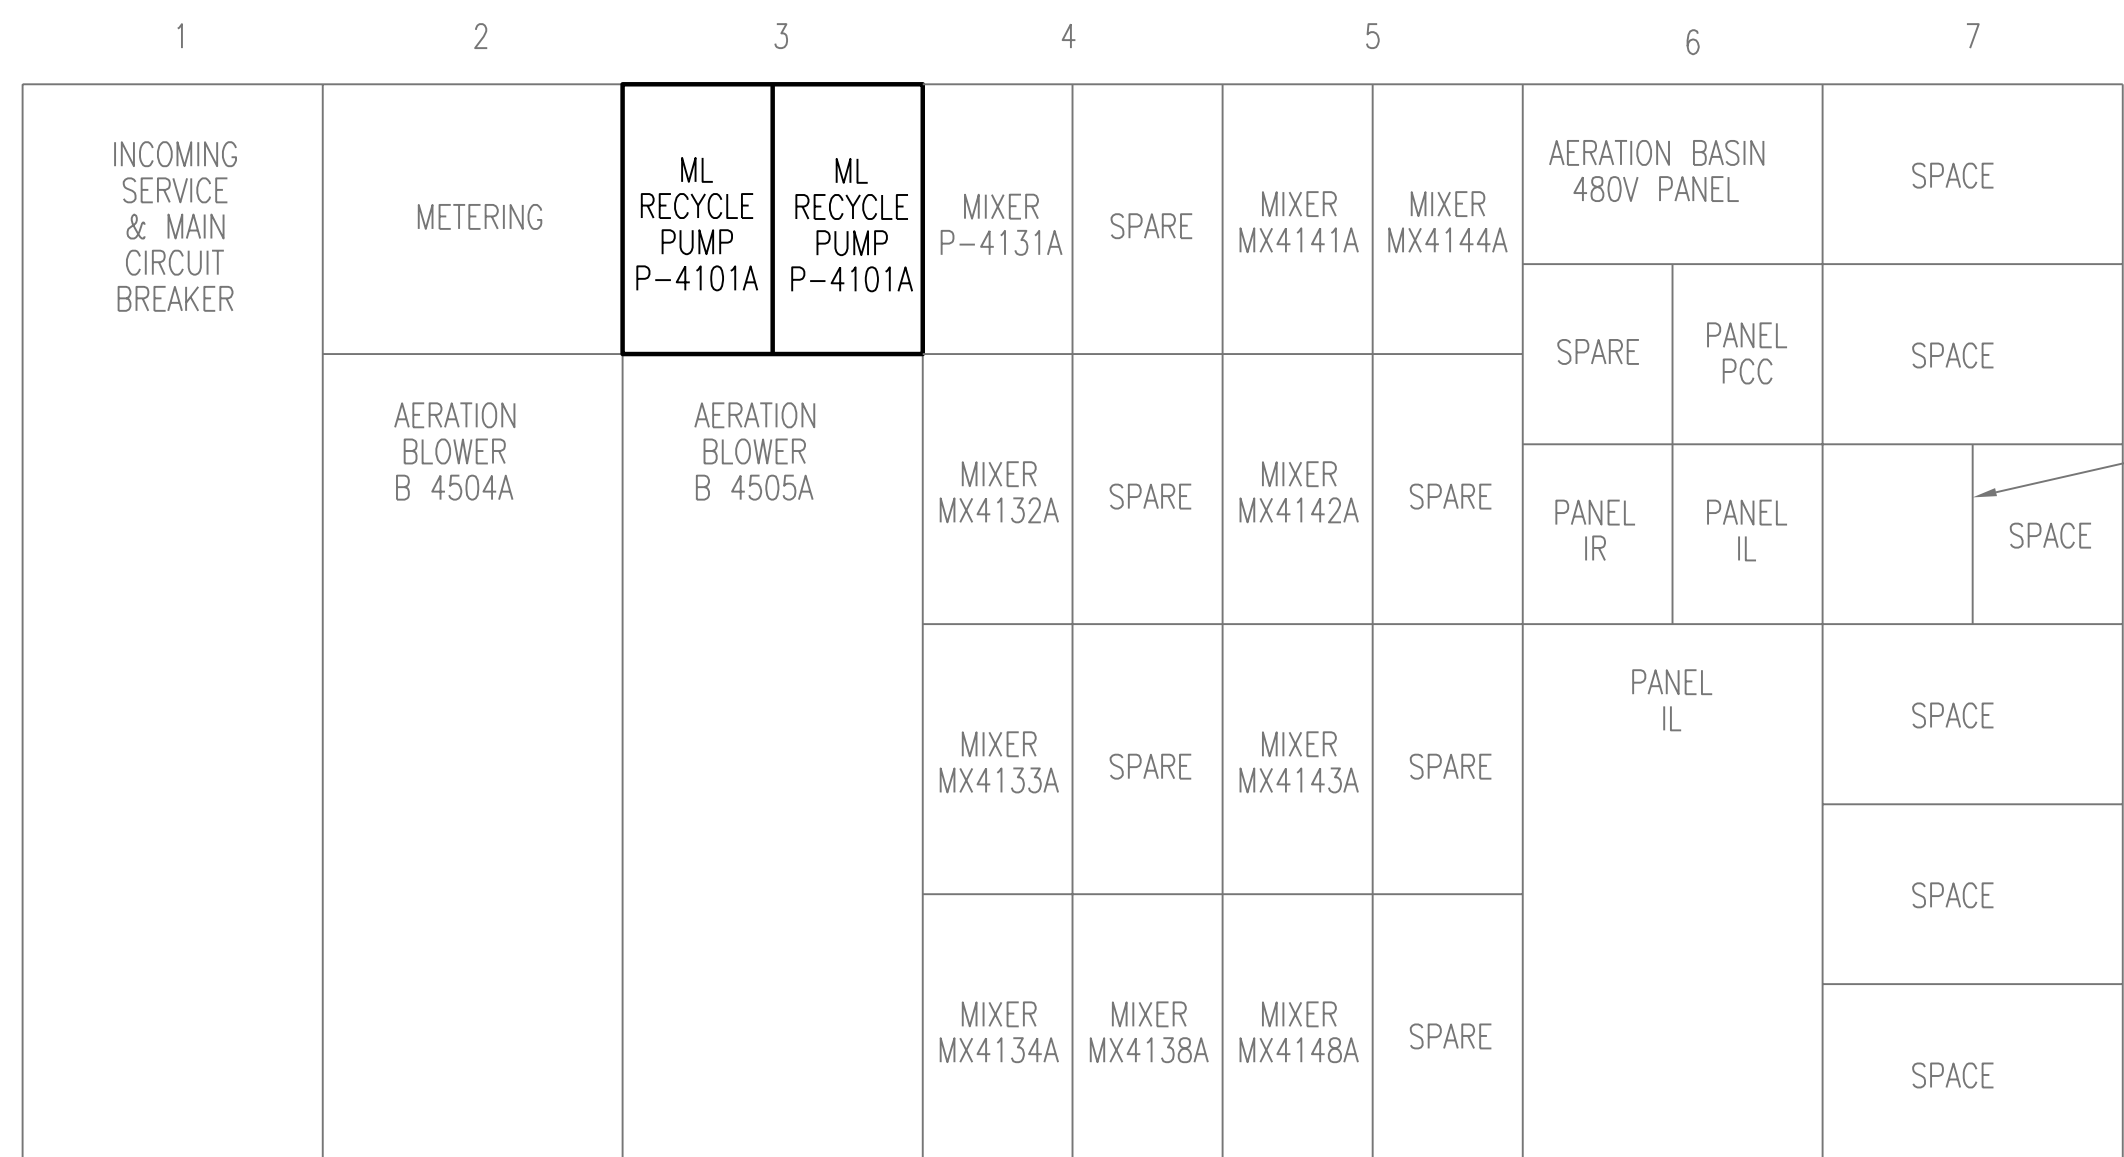 1
2
3
4
5
6
7
INCOMING
SERVICE
& MAIN
CIRCUIT
BREAKER
METERING
AERATION
BLOWER
B 4504A
ML
RECYCLE
PUMP
P-4101A
ML
RECYCLE
PUMP
P-4101A
AERATION
BLOWER
B 4505A
MIXER
P-4131A
SPARE
MIXER
MX4132A
SPARE
MIXER
MX4133A
SPARE
MIXER
MX4134A
MIXER
MX4138A
MIXER
MX4141A
MIXER
MX4144A
MIXER
MX4142A
SPARE
MIXER
MX4143A
SPARE
MIXER
MX4148A
SPARE
AERATION BASIN
480V PANEL
SPARE
PANEL
PCC
PANEL
IR
PANEL
IL
PANEL
IL
SPACE
SPACE
SPACE
SPACE
SPACE
SPACE